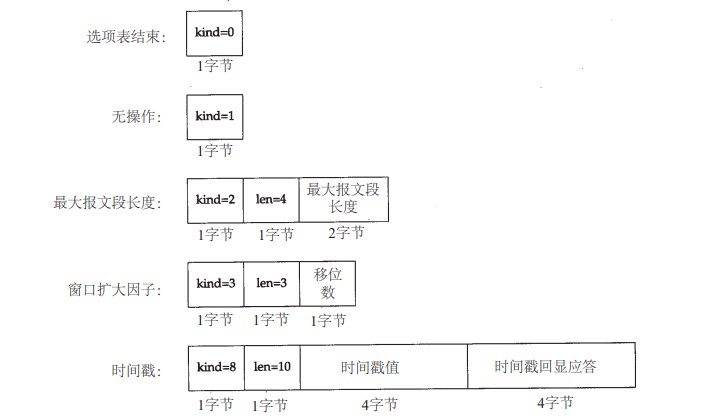 选项表结束:
kind=0
1字节
无操作:
kind=1
1字节
最大报文段长度:
kind=2 len=4 最大报文段
长度
1字节 1字节 2字节
窗口扩大因子:
kind=3 len=3 移位
数
1字节 1字节 1字节
时间戳:
kind=8 len=10 时间戳值 时间戳回显应答
1字节 1字节 4字节 4字节